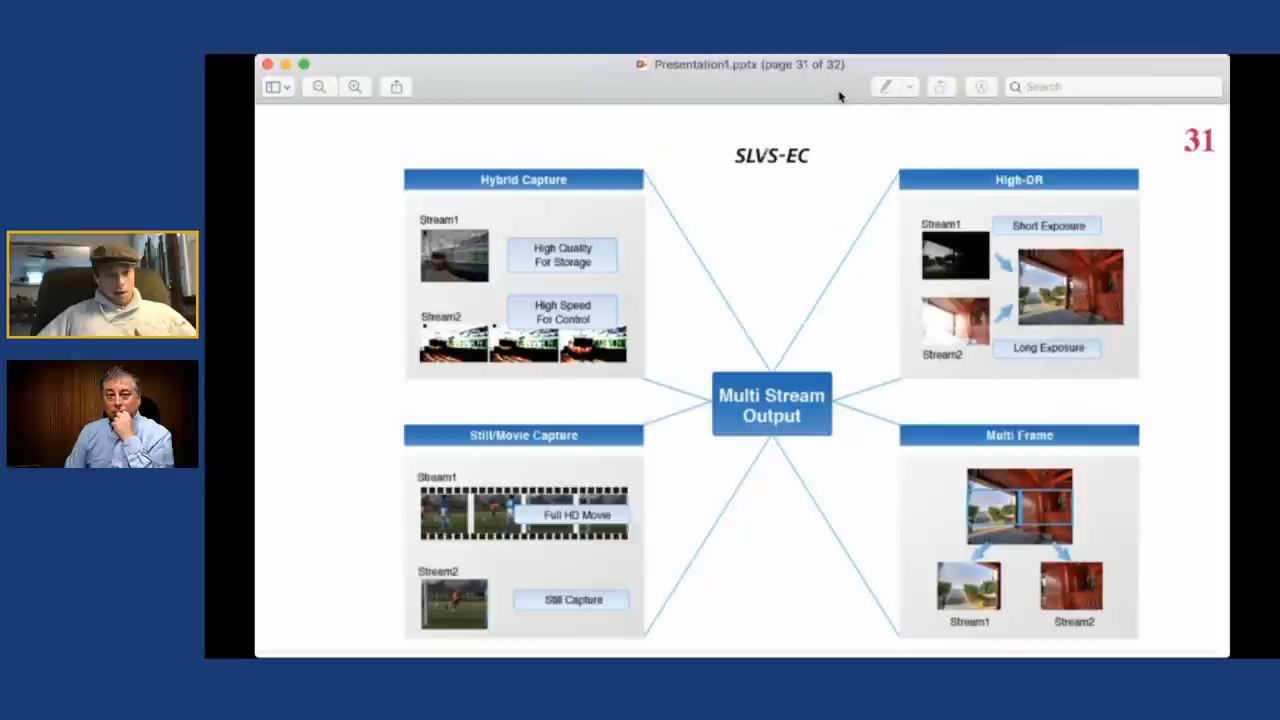 Presentation1.pptx (page 31 of 32)
Search
31
SLVS-EC
Hybrid Capture
Stream1
High Quality
For Storage
High Speed
For Control
Stream2
High-DR
Stream1
Short Exposure
Stream2
Long Exposure
Multi Stream
Output
Still/Movie Capture
Stream1
Full HD Movie
Stream2
Still Capture
Multi Frame
Stream1
Stream2